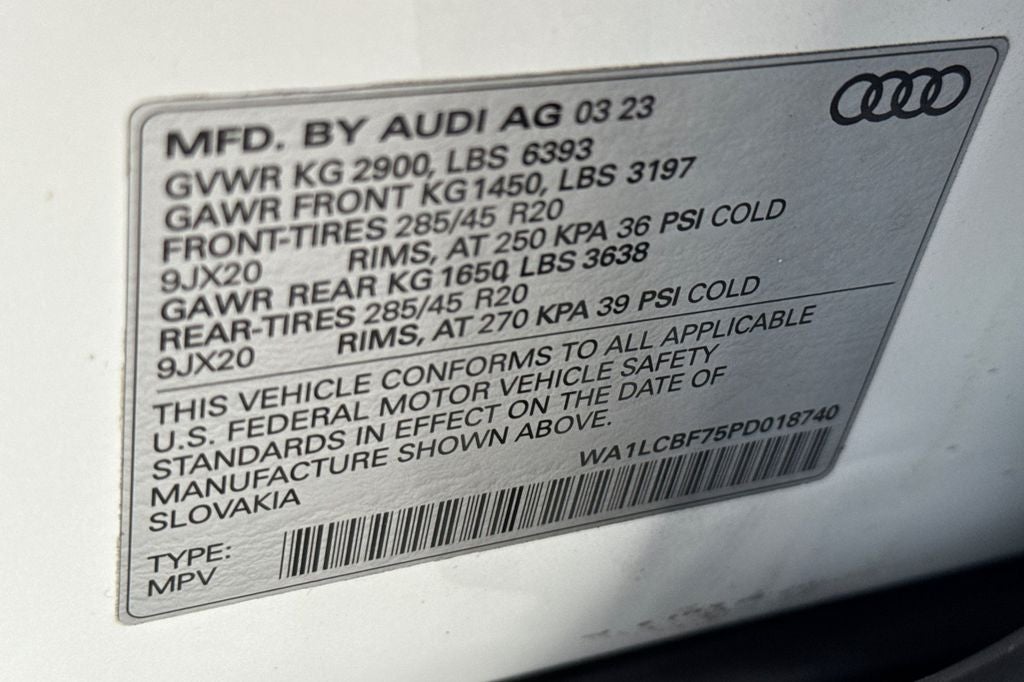 MFD. BY AUDI AG 03 23
GVWR KG 2900, LBS 6393
GAWR FRONT KG 1450, LBS 3197
FRONT-TIRES 285/45 R20
9JX20 RIMS, AT 250 KPA 36 PSI COLD
GAWR REAR KG 1650, LBS 3638
REAR-TIRES 285/45 R20
9JX20 RIMS, AT 270 KPA 39 PSI COLD
THIS VEHICLE CONFORMS TO ALL APPLICABLE
U.S. FEDERAL MOTOR VEHICLE SAFETY
STANDARDS IN EFFECT ON THE DATE OF
MANUFACTURE SHOWN ABOVE.
SLOVAKIA
WA1LCBF75PD018740
TYPE:
MPV